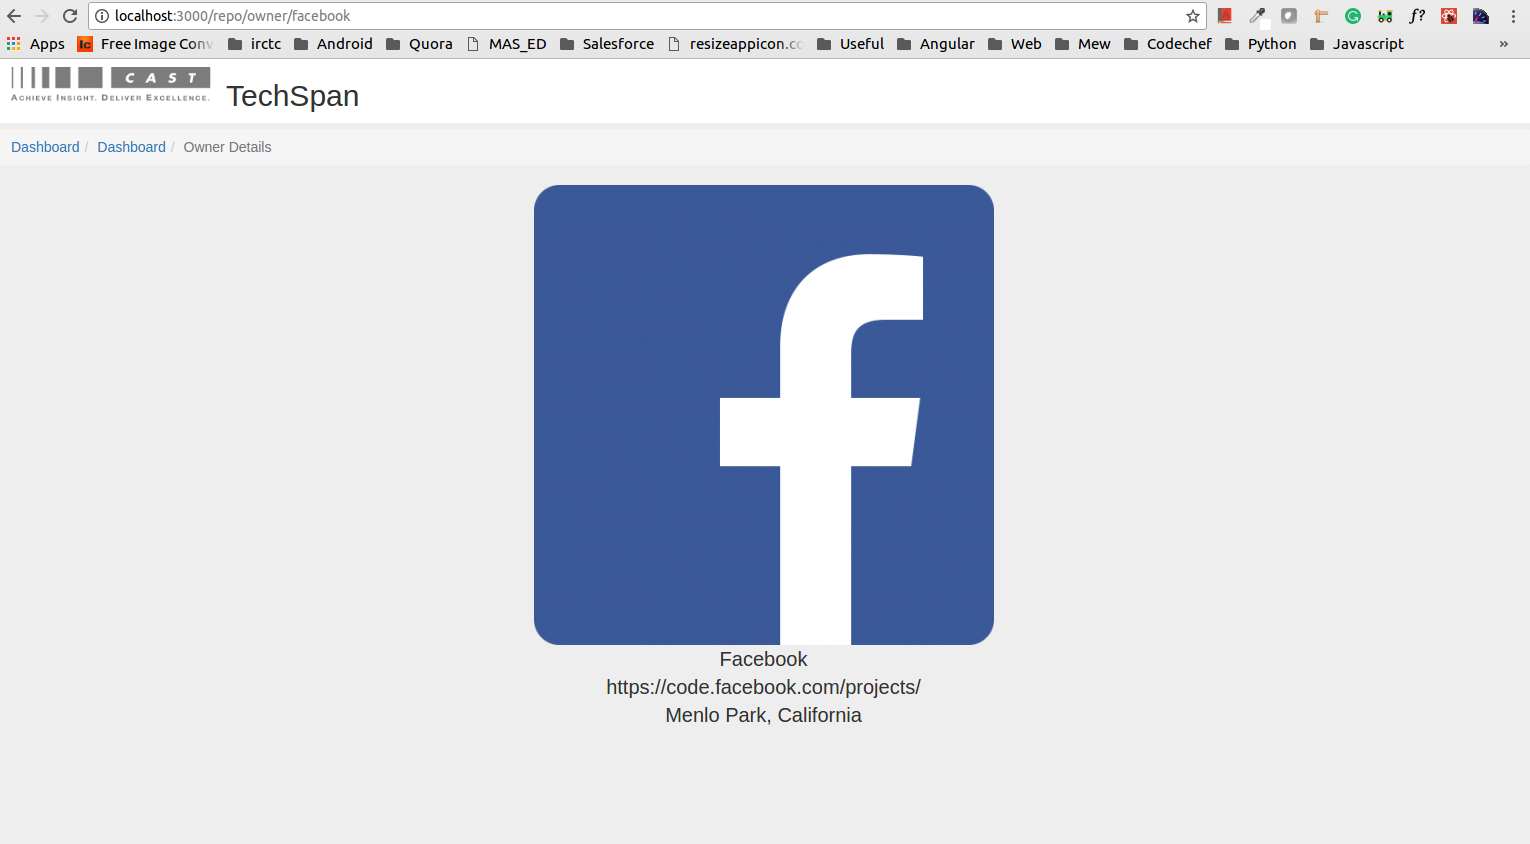 localhost:3000/repo/owner/facebook
Apps Ic Free Image Conv irctc Android Quora MAS_ED Salesforce resizeappicon.co Useful Angular Web Mew Codechef Python Javascript »
CAST
ACHIEVE INSIGHT. DELIVER EXCELLENCE.
TechSpan
Dashboard / Dashboard / Owner Details
f
Facebook
https://code.facebook.com/projects/
Menlo Park, California